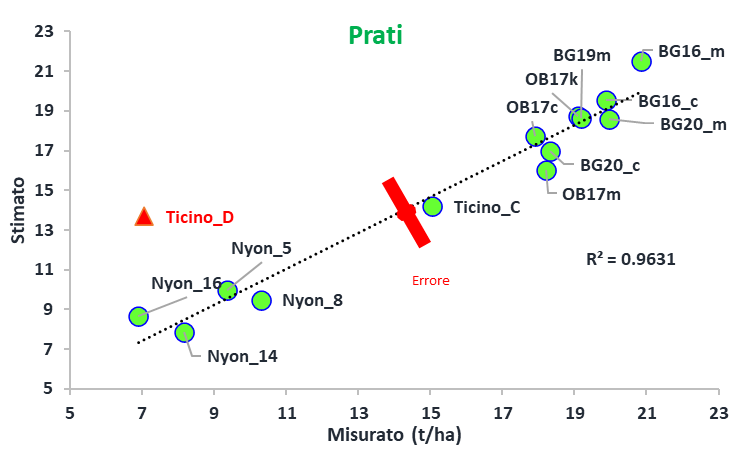 Prati
23
21
19
17
15
13
11
9
7
5
Stimato
BG16_m
BG19m
OB17k
BG16_c
OB17c
BG20_m
BG20_c
OB17m
Ticino_C
Ticino_D
Nyon_5
R² = 0.9631
Errore
Nyon_16
Nyon_8
Nyon_14
5 7 9 11 13 15 17 19 21 23
Misurato (t/ha)